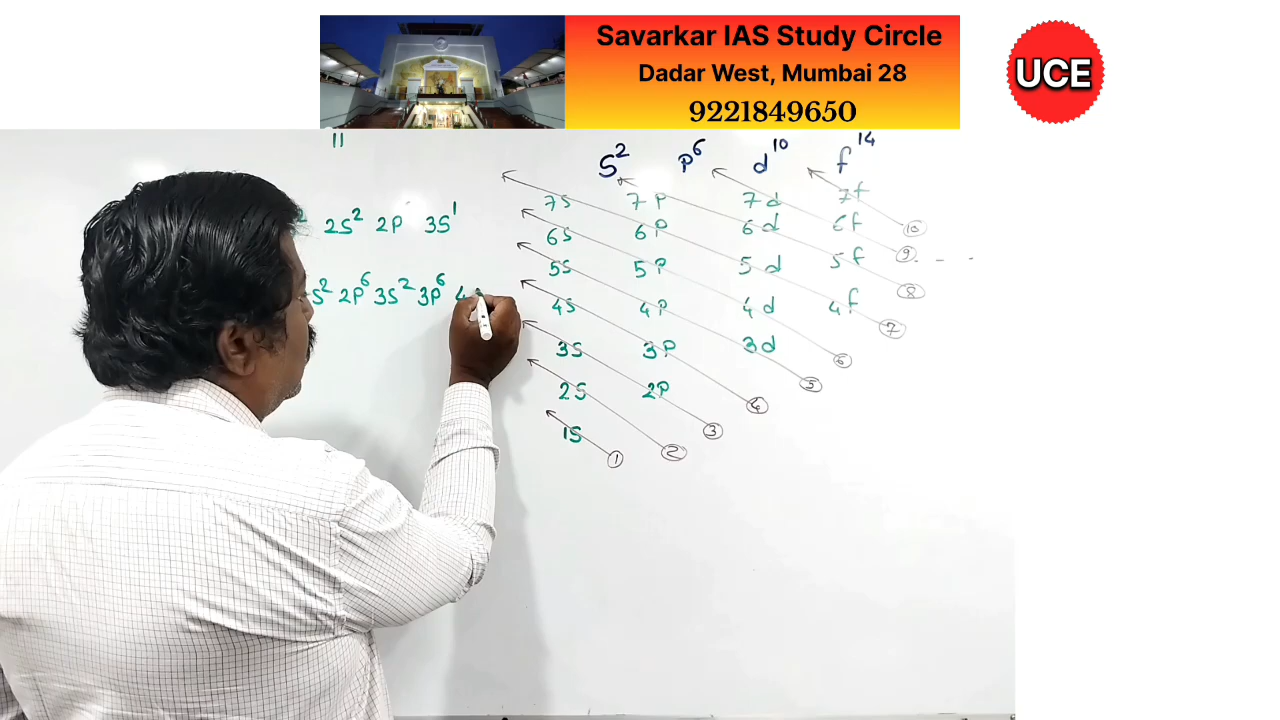 Savarkar IAS Study Circle
Dadar West, Mumbai 28
9221849650
UCE
11
S² P⁶ d¹⁰ f¹⁴
² 2S² 2P 3S¹
S² 2P⁶ 3S² 3P⁶ 4
7S 7P 7d 7f
6S 6P 6d 6f
5S 5P 5d 5f
4S 4P 4d 4f
3S 3P 3d
2S 2P
1S
10
9 . - -
8
7
6
5
4
3
2
1